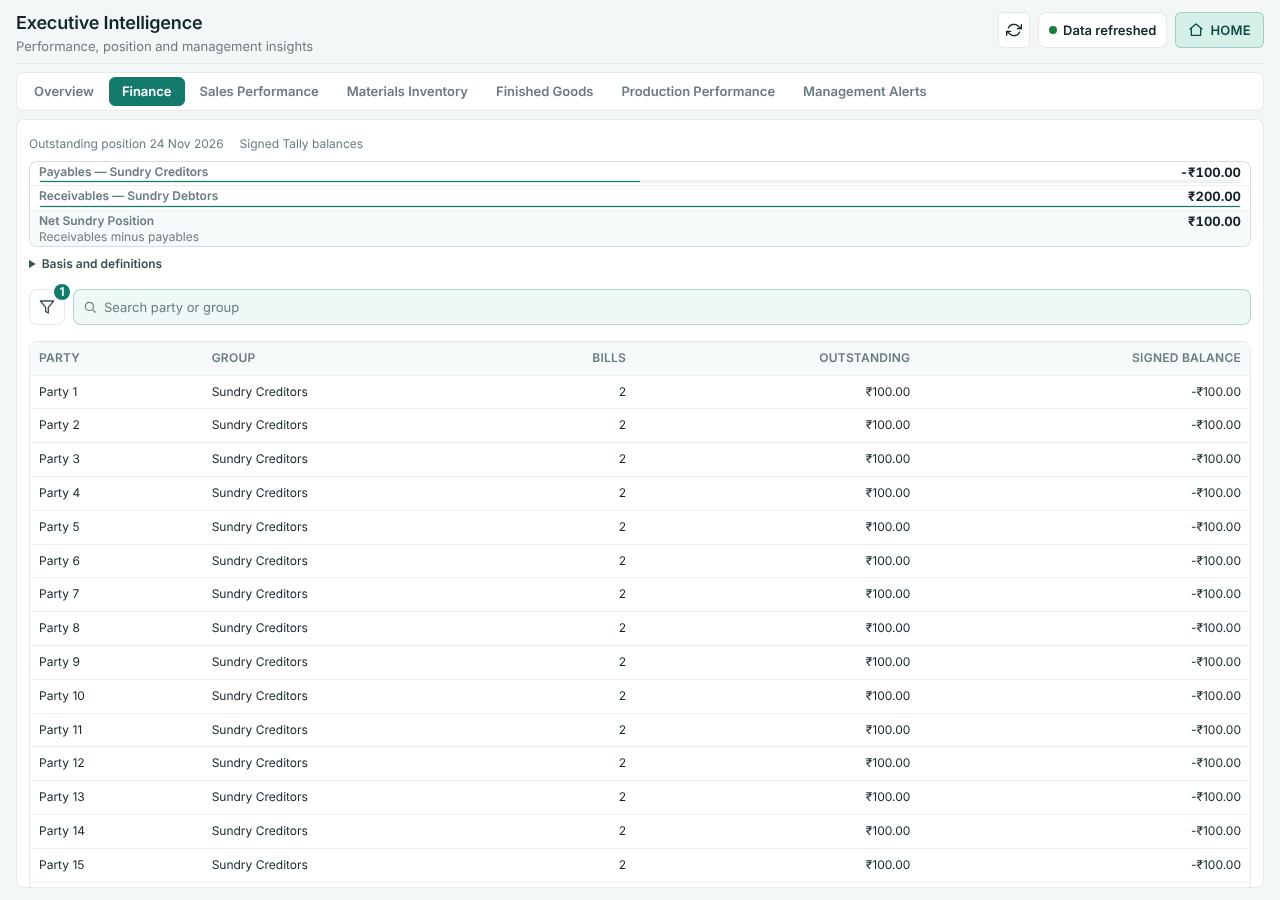 Executive Intelligence
Performance, position and management insights
Data refreshed
HOME
Overview Finance Sales Performance Materials Inventory Finished Goods Production Performance Management Alerts
Outstanding position 24 Nov 2026 Signed Tally balances
Payables — Sundry Creditors -₹100.00
Receivables — Sundry Debtors ₹200.00
Net Sundry Position ₹100.00
Receivables minus payables
Basis and definitions
1
Search party or group
PARTY GROUP BILLS OUTSTANDING SIGNED BALANCE
Party 1 Sundry Creditors 2 ₹100.00 -₹100.00
Party 2 Sundry Creditors 2 ₹100.00 -₹100.00
Party 3 Sundry Creditors 2 ₹100.00 -₹100.00
Party 4 Sundry Creditors 2 ₹100.00 -₹100.00
Party 5 Sundry Creditors 2 ₹100.00 -₹100.00
Party 6 Sundry Creditors 2 ₹100.00 -₹100.00
Party 7 Sundry Creditors 2 ₹100.00 -₹100.00
Party 8 Sundry Creditors 2 ₹100.00 -₹100.00
Party 9 Sundry Creditors 2 ₹100.00 -₹100.00
Party 10 Sundry Creditors 2 ₹100.00 -₹100.00
Party 11 Sundry Creditors 2 ₹100.00 -₹100.00
Party 12 Sundry Creditors 2 ₹100.00 -₹100.00
Party 13 Sundry Creditors 2 ₹100.00 -₹100.00
Party 14 Sundry Creditors 2 ₹100.00 -₹100.00
Party 15 Sundry Creditors 2 ₹100.00 -₹100.00